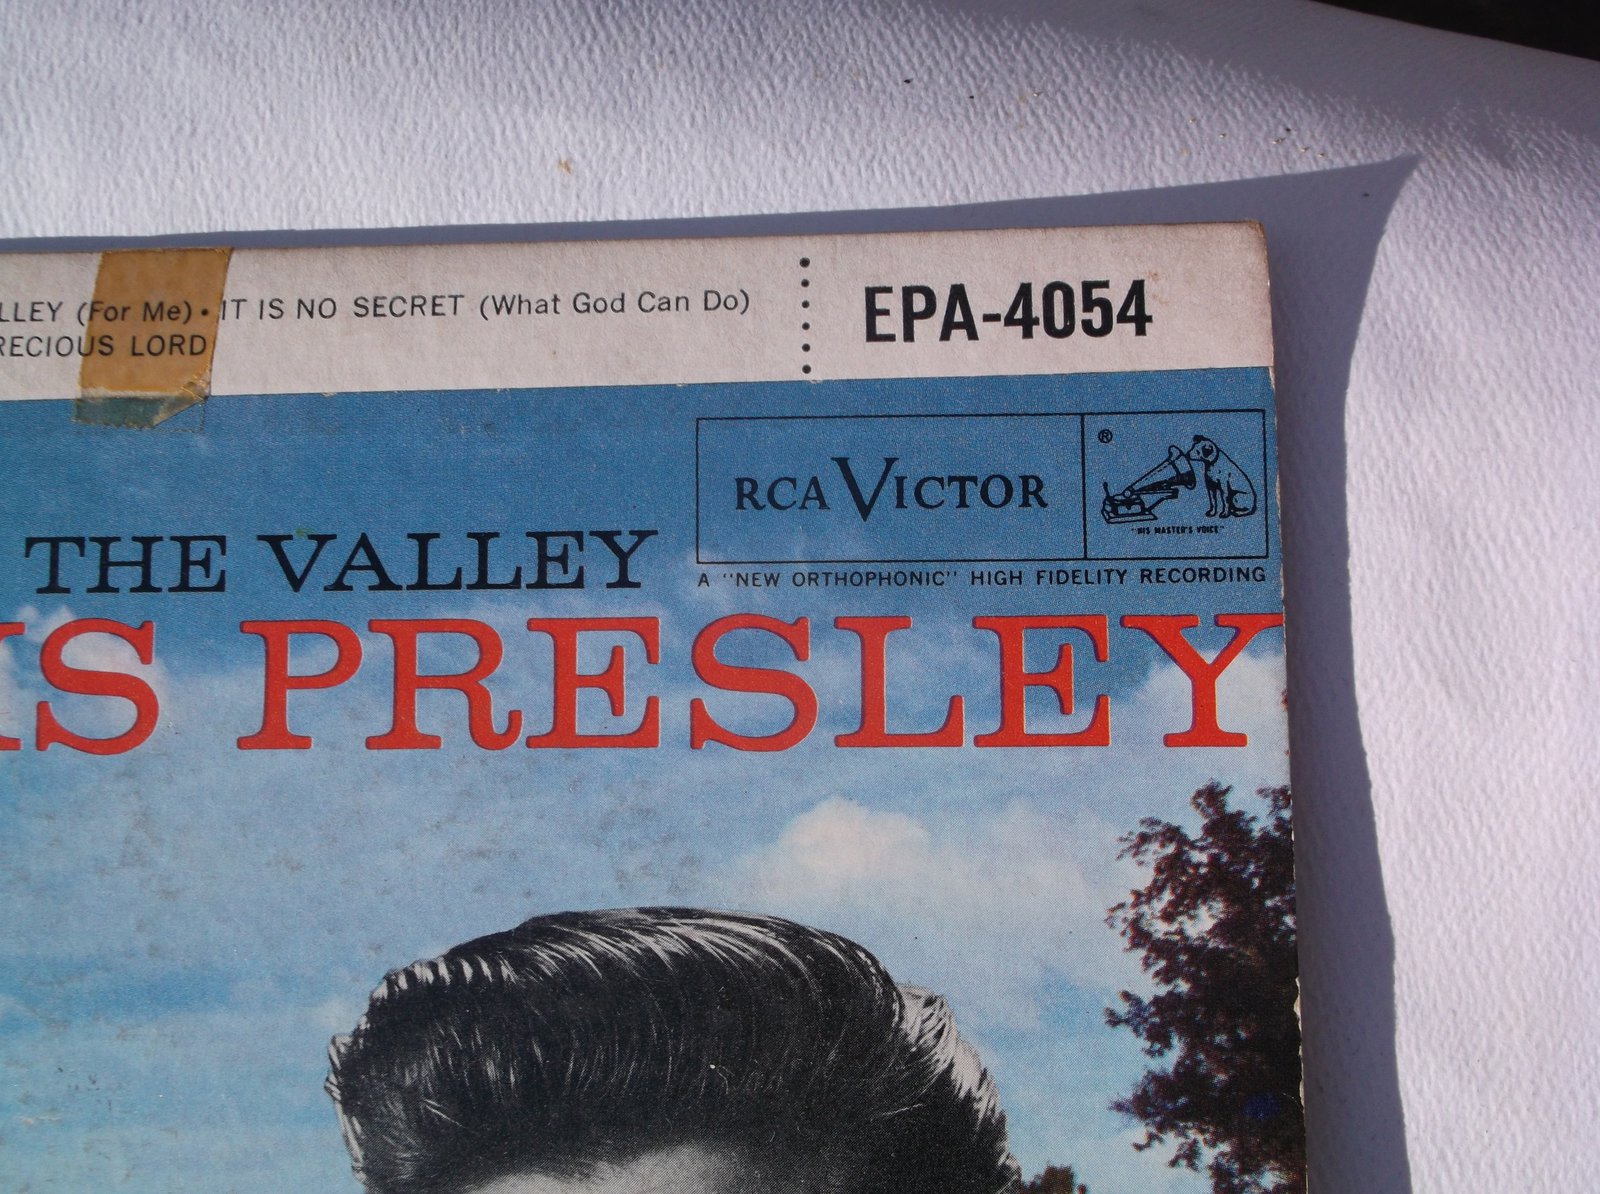 LLEY (For Me) • IT IS NO SECRET (What God Can Do)
RECIOUS LORD
EPA-4054
RCA VICTOR
®
"HIS MASTER'S VOICE"
A "NEW ORTHOPHONIC" HIGH FIDELITY RECORDING
THE VALLEY
IS PRESLEY